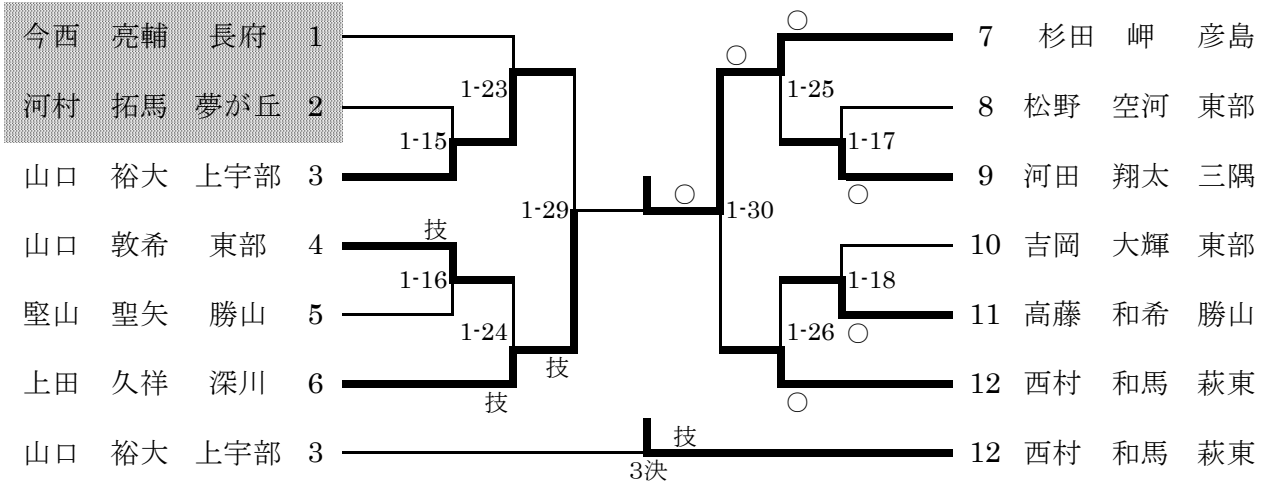 今西 亮輔 長府 1
河村 拓馬 夢が丘 2
山口 裕大 上宇部 3
山口 敦希 東部 4
堅山 聖矢 勝山 5
上田 久祥 深川 6
山口 裕大 上宇部 3
1-23
1-15
技
1-16
1-24
技
技
1-29
○
1-30
○
○
1-25
1-17
○
1-18
○
1-26
○
技
3決
7 杉田 岬 彦島
8 松野 空河 東部
9 河田 翔太 三隅
10 吉岡 大輝 東部
11 高藤 和希 勝山
12 西村 和馬 萩東
12 西村 和馬 萩東